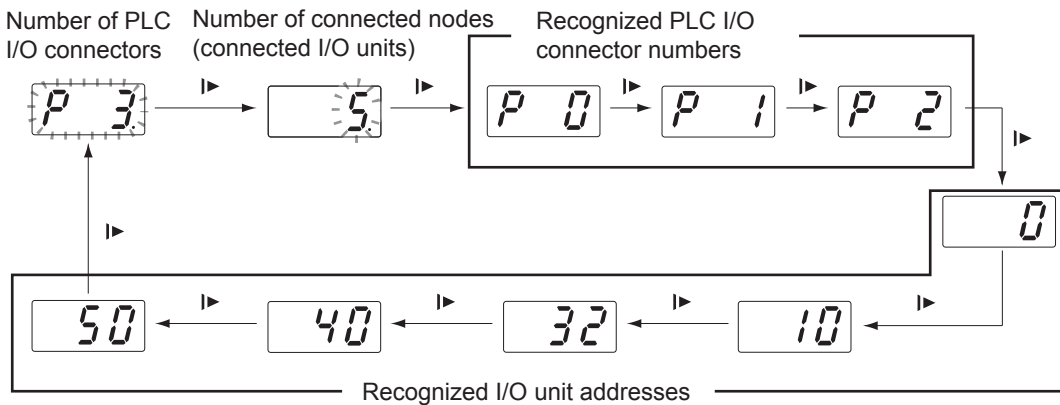 Number of PLC
I/O connectors
Number of connected nodes
(connected I/O units)
Recognized PLC I/O
connector numbers
P 3.
5.
P 0
P 1
P 2
0
10
32
40
50
Recognized I/O unit addresses